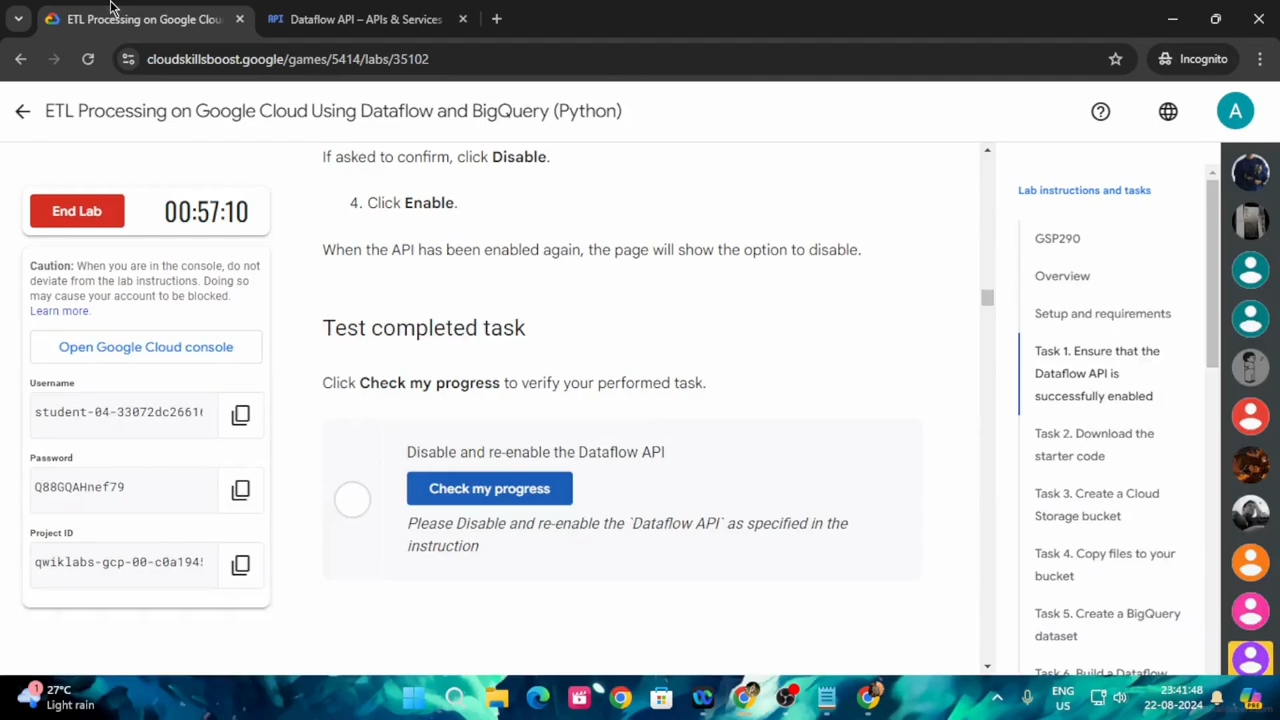 ETL Processing on Google Clou
API Dataflow API – APIs & Services
cloudskillsboost.google/games/5414/labs/35102
Incognito
ETL Processing on Google Cloud Using Dataflow and BigQuery (Python)
A
End Lab
00:57:10
Caution: When you are in the console, do not
deviate from the lab instructions. Doing so
may cause your account to be blocked.
Learn more.
Open Google Cloud console
Username
student-04-33072dc2661
Password
Q88GQAHnef79
Project ID
qwiklabs-gcp-00-c0a194
If asked to confirm, click Disable.
4. Click Enable.
When the API has been enabled again, the page will show the option to disable.
Test completed task
Click Check my progress to verify your performed task.
Disable and re-enable the Dataflow API
Check my progress
Please Disable and re-enable the `Dataflow API` as specified in the
instruction
Lab instructions and tasks
GSP290
Overview
Setup and requirements
Task 1. Ensure that the
Dataflow API is
successfully enabled
Task 2. Download the
starter code
Task 3. Create a Cloud
Storage bucket
Task 4. Copy files to your
bucket
Task 5. Create a BigQuery
dataset
Task 6. Build a Dataflow
1
27°C
Light rain
ENG
US
23:41:48
22-08-2024
PRE